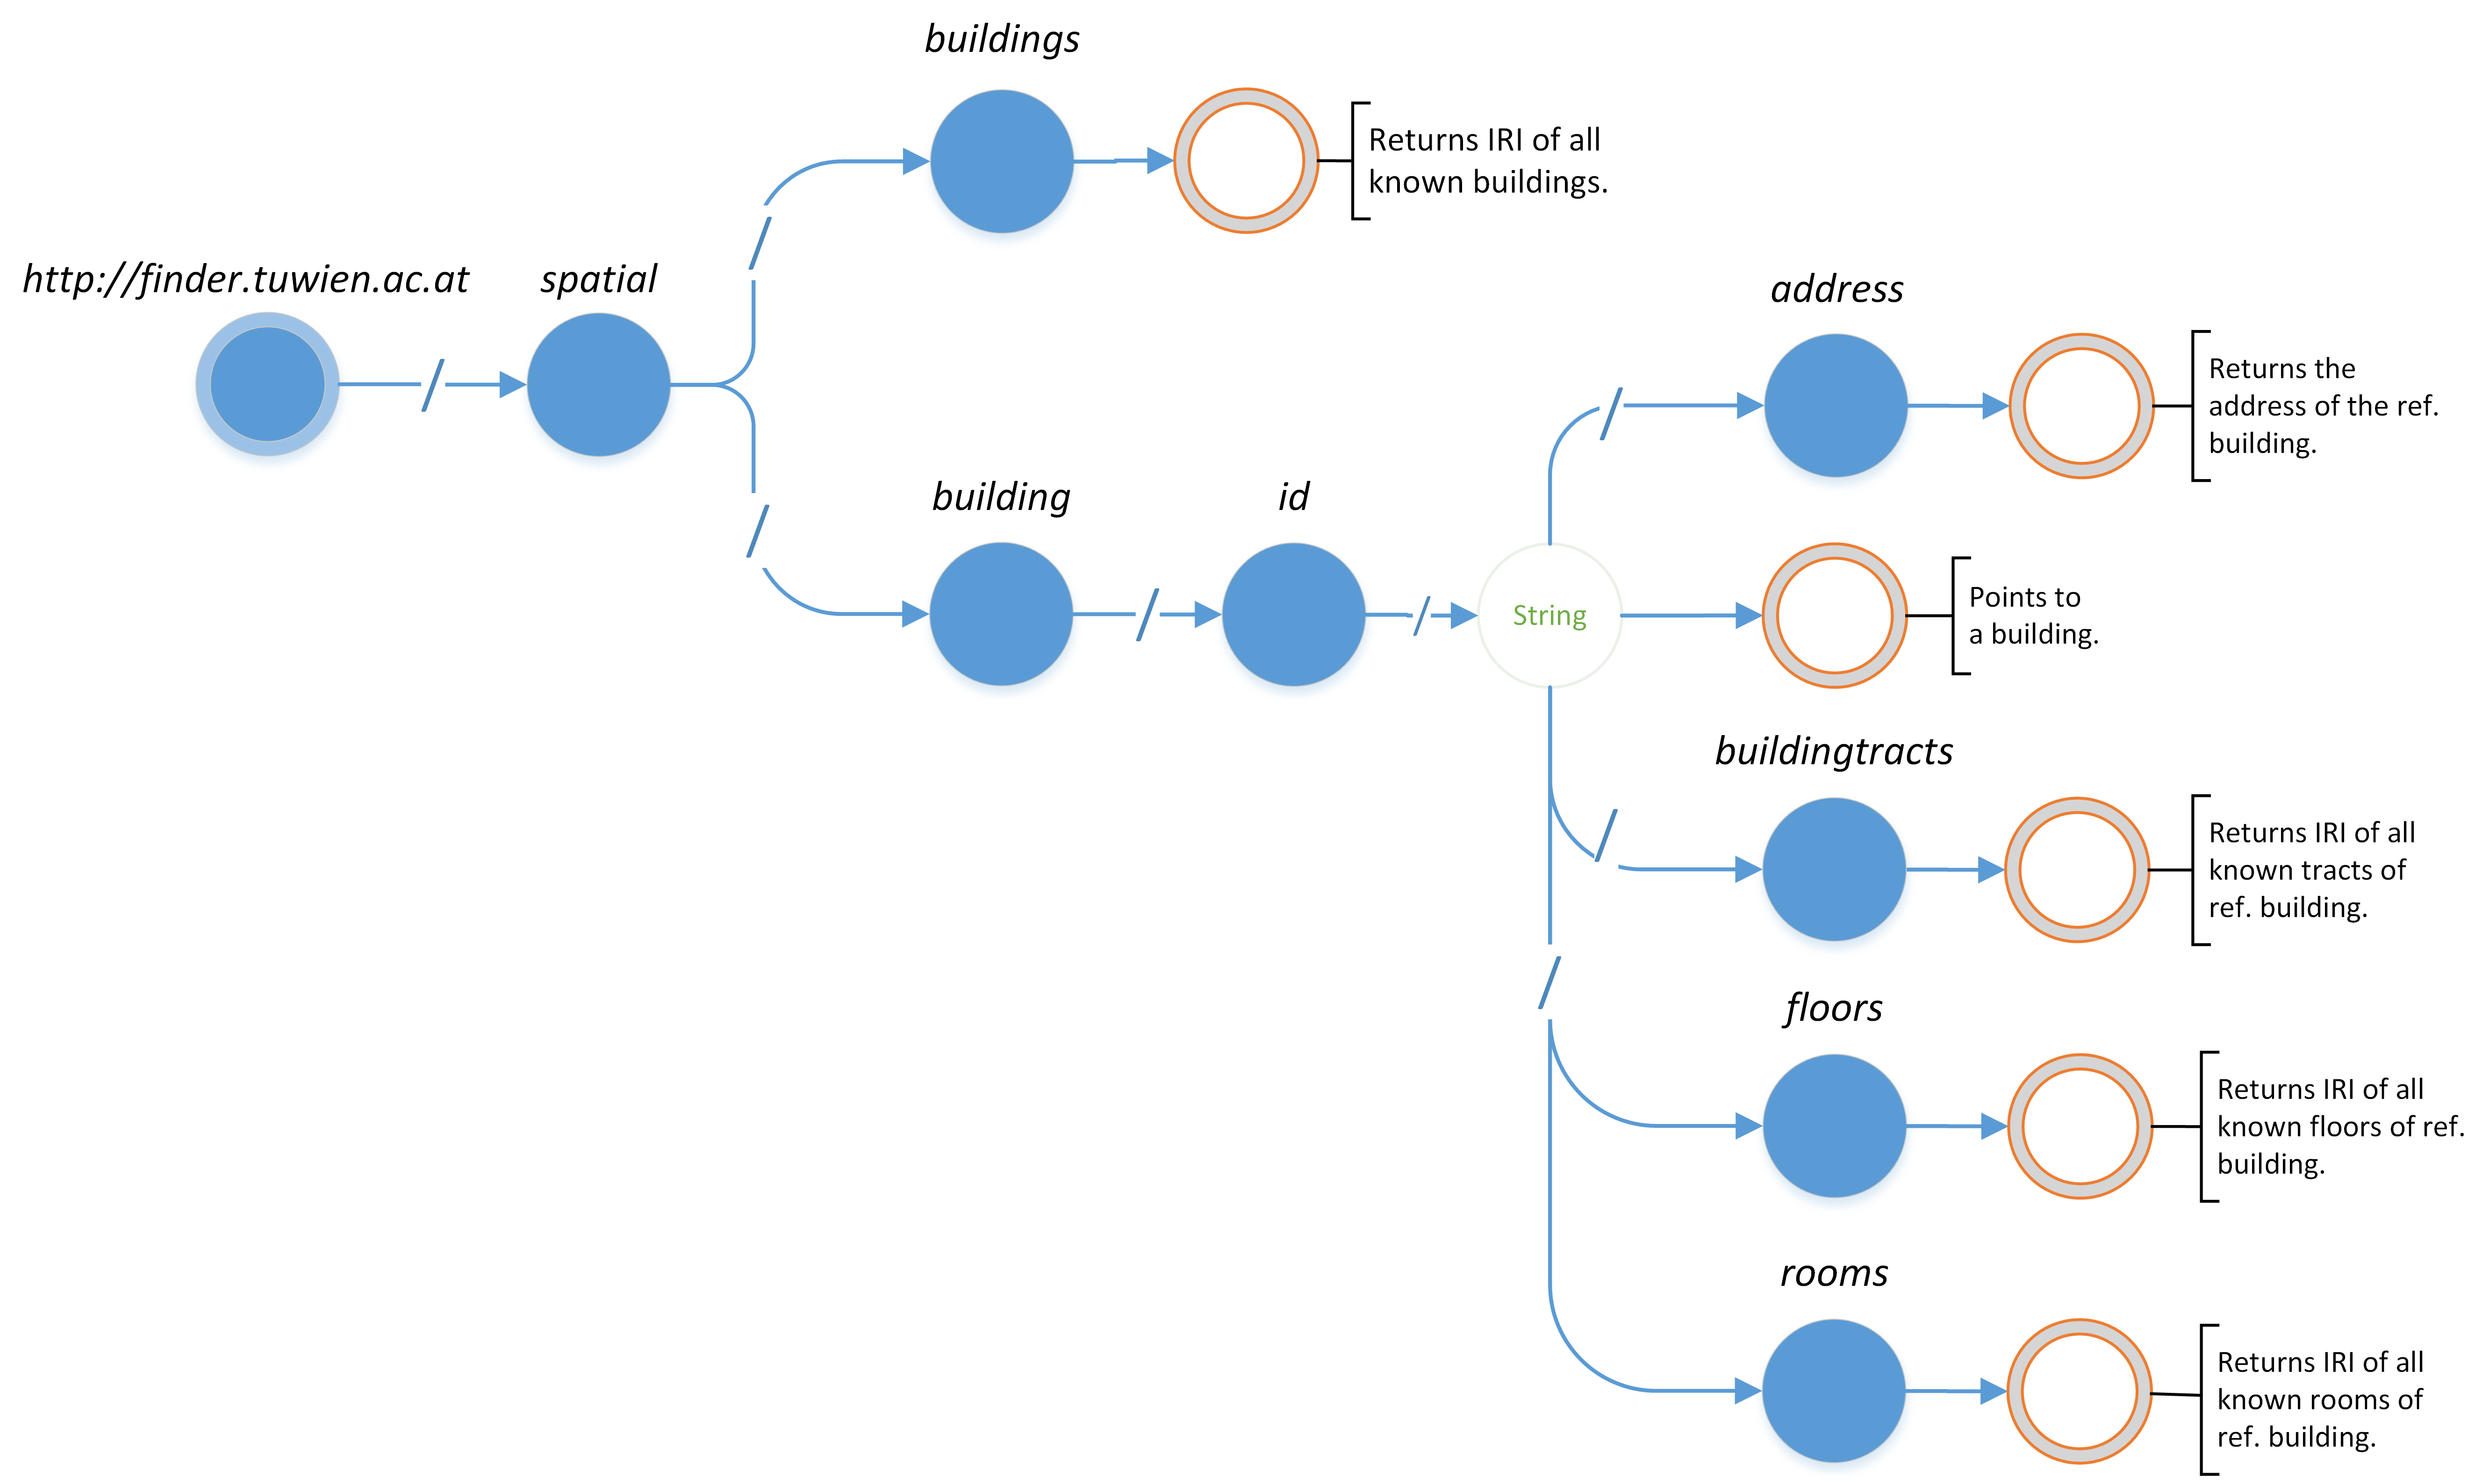 buildings
Returns IRI of all
known buildings.
http://finder.tuwien.ac.at
spatial
/
/
/
building
/
id
/
String
/
address
Returns the
address of the ref.
building.
Points to
a building.
/
buildingtracts
Returns IRI of all
known tracts of
ref. building.
/
floors
Returns IRI of all
known floors of ref.
building.
rooms
Returns IRI of all
known rooms of
ref. building.